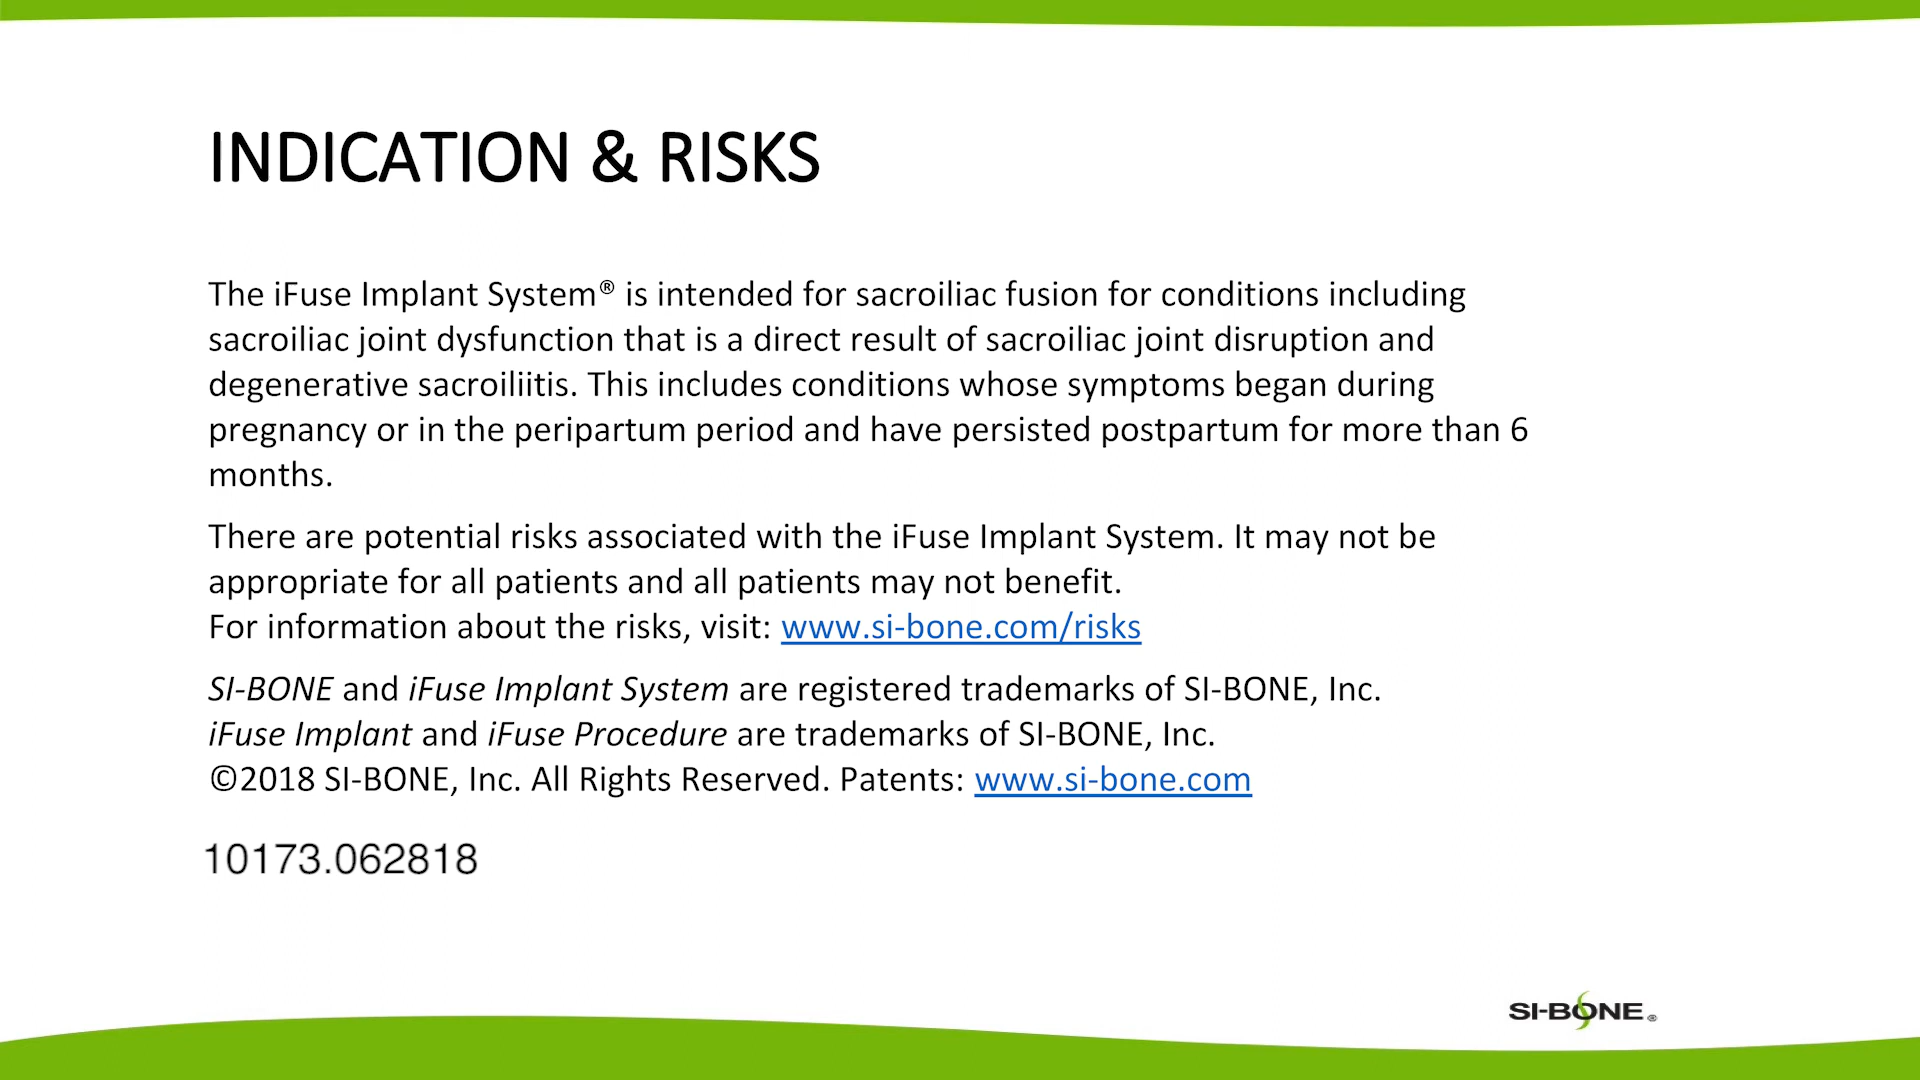 INDICATION & RISKS
The iFuse Implant System® is intended for sacroiliac fusion for conditions including
sacroiliac joint dysfunction that is a direct result of sacroiliac joint disruption and
degenerative sacroiliitis. This includes conditions whose symptoms began during
pregnancy or in the peripartum period and have persisted postpartum for more than 6
months.
There are potential risks associated with the iFuse Implant System. It may not be
appropriate for all patients and all patients may not benefit.
For information about the risks, visit: www.si-bone.com/risks
SI-BONE and iFuse Implant System are registered trademarks of SI-BONE, Inc.
iFuse Implant and iFuse Procedure are trademarks of SI-BONE, Inc.
©2018 SI-BONE, Inc. All Rights Reserved. Patents: www.si-bone.com
10173.062818
SI-BONE®